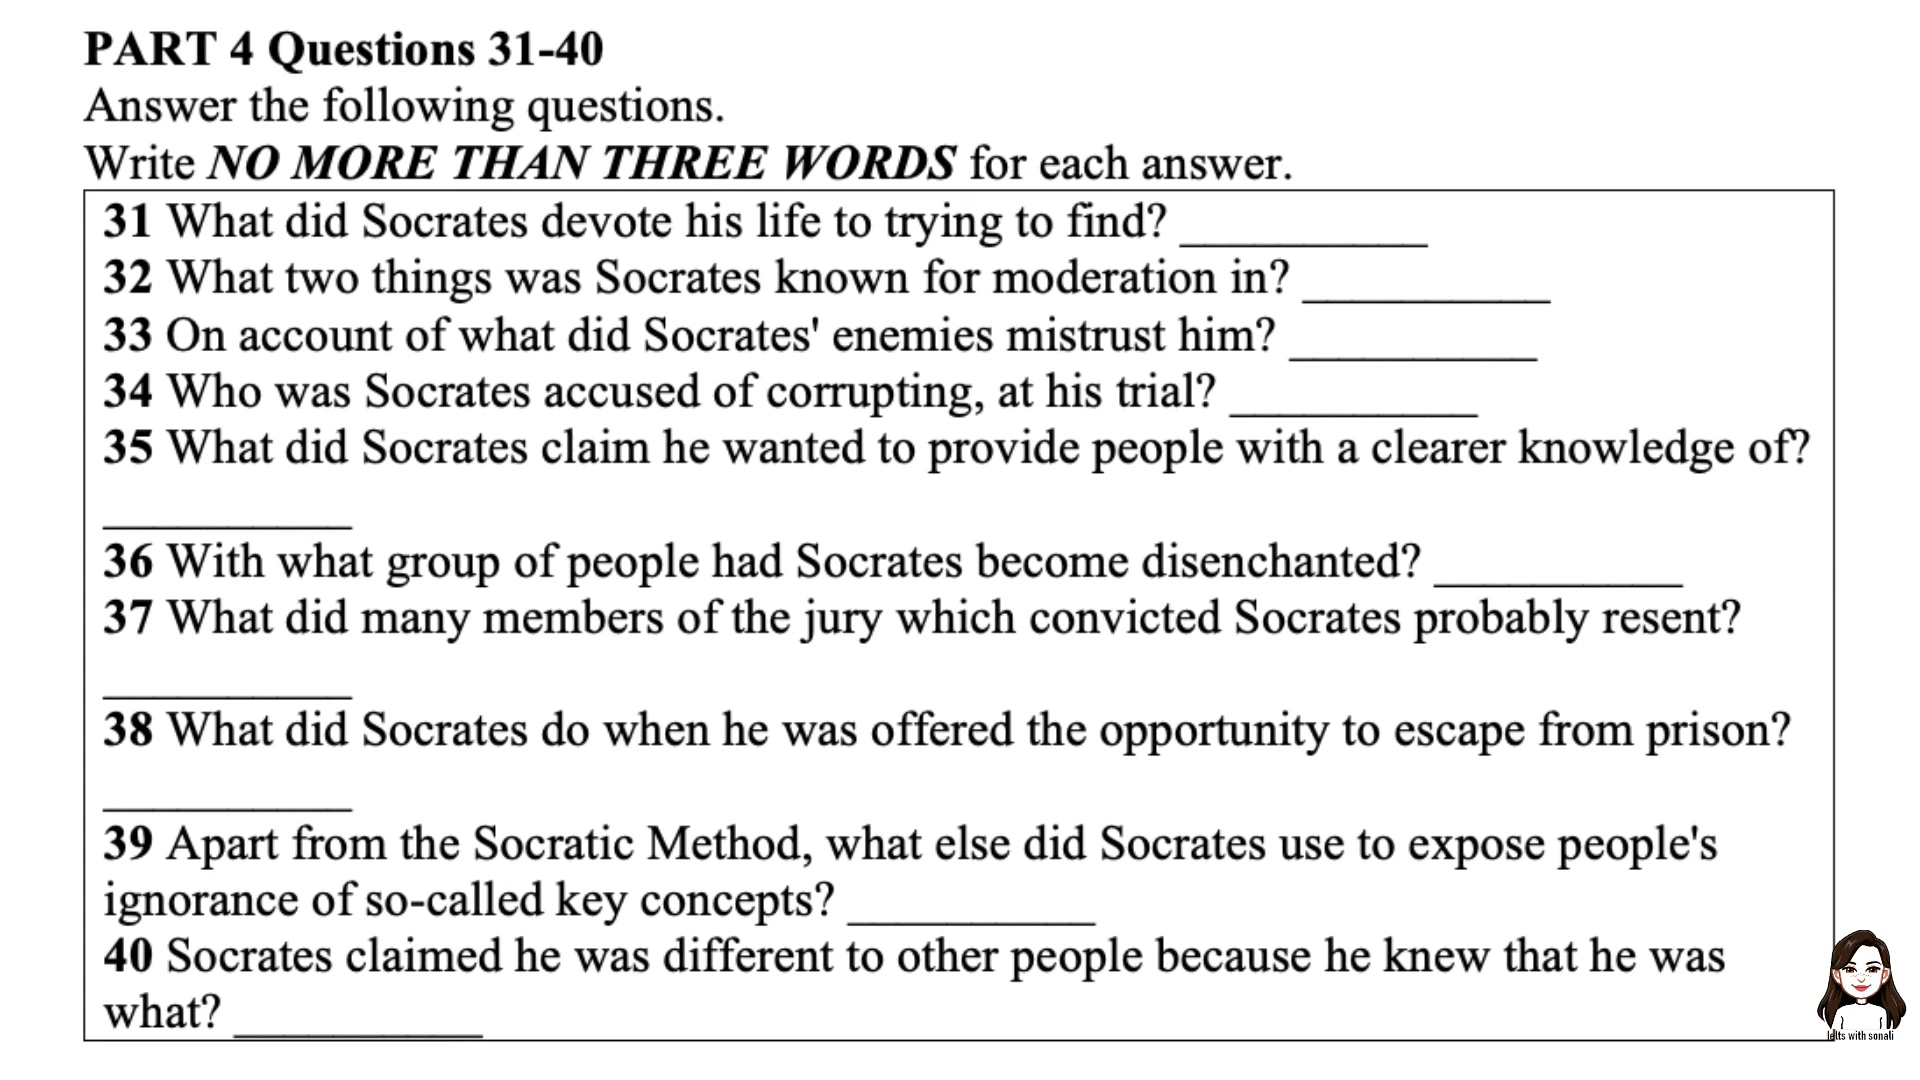 PART 4 Questions 31-40
Answer the following questions.
Write NO MORE THAN THREE WORDS for each answer.
31 What did Socrates devote his life to trying to find? __________
32 What two things was Socrates known for moderation in? __________
33 On account of what did Socrates' enemies mistrust him? __________
34 Who was Socrates accused of corrupting, at his trial? __________
35 What did Socrates claim he wanted to provide people with a clearer knowledge of?
__________
36 With what group of people had Socrates become disenchanted? __________
37 What did many members of the jury which convicted Socrates probably resent?
__________
38 What did Socrates do when he was offered the opportunity to escape from prison?
__________
39 Apart from the Socratic Method, what else did Socrates use to expose people's
ignorance of so-called key concepts? __________
40 Socrates claimed he was different to other people because he knew that he was
what? __________
Ielts with sonali